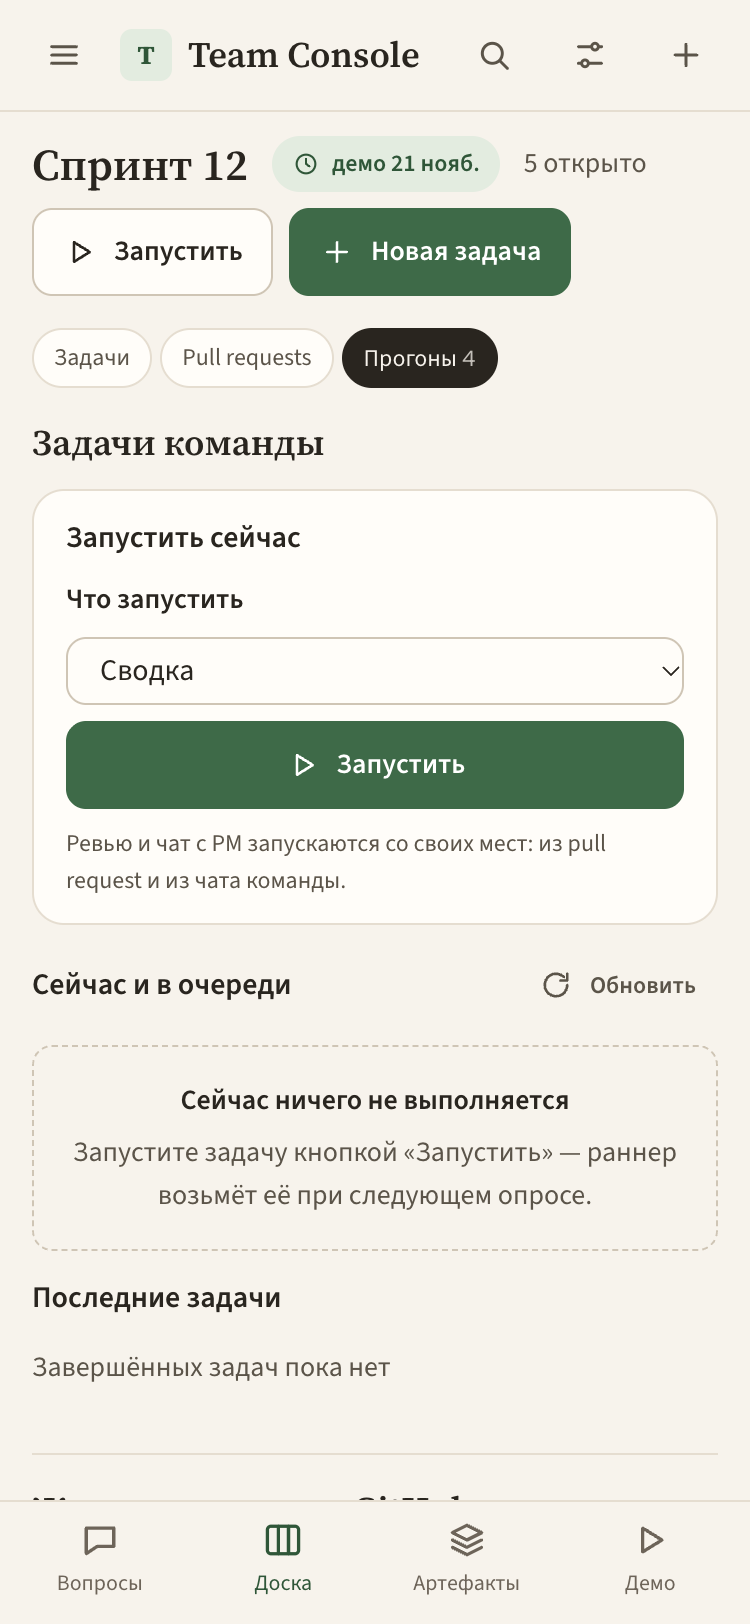 T Team Console
Спринт 12 демо 21 нояб. 5 открыто
Запустить Новая задача
Задачи Pull requests Прогоны 4
Задачи команды
Запустить сейчас
Что запустить
Сводка
Запустить
Ревью и чат с PM запускаются со своих мест: из pull
request и из чата команды.
Сейчас и в очереди Обновить
Сейчас ничего не выполняется
Запустите задачу кнопкой «Запустить» — раннер
возьмёт её при следующем опросе.
Последние задачи
Завершённых задач пока нет
Вопросы Доска Артефакты Демо